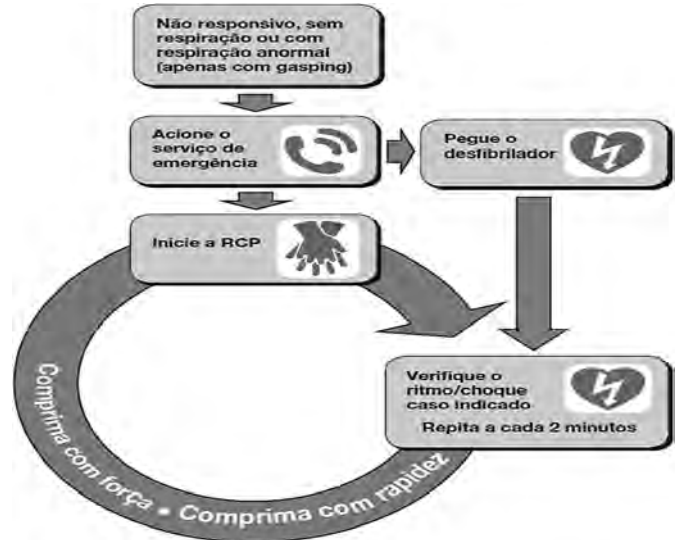 Não responsivo, sem
respiração ou com
respiração anormal
(apenas com gasping)
Acione o
serviço de
emergência
Pegue o
desfibrilador
Inicie a RCP
Verifique o
ritmo/choque
caso indicado
Repita a cada 2 minutos
Comprima com força • Comprima com rapidez